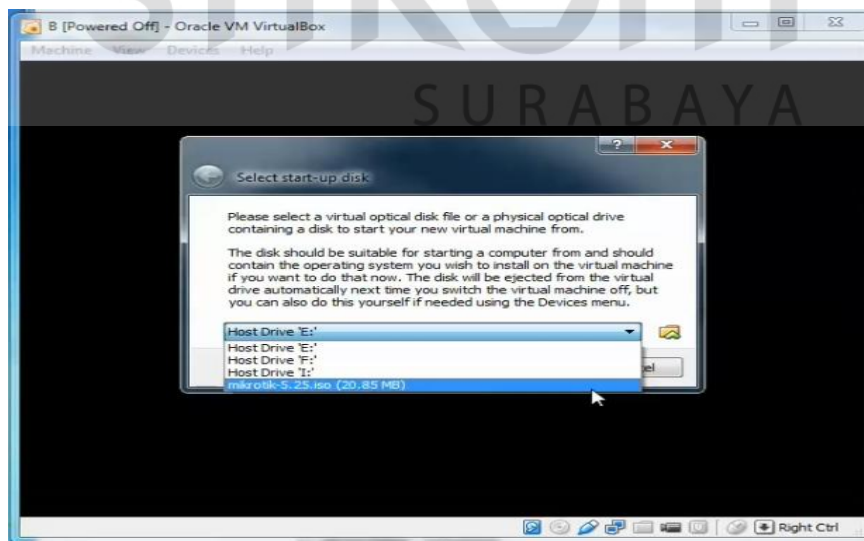 B [Powered Off] - Oracle VM VirtualBox
Machine View Devices Help
SURABAYA
Select start-up disk
Please select a virtual optical disk file or a physical optical drive
containing a disk to start your new virtual machine from.
The disk should be suitable for starting a computer from and should
contain the operating system you wish to install on the virtual machine
if you want to do that now. The disk will be ejected from the virtual
drive automatically next time you switch the virtual machine off, but
you can also do this yourself if needed using the Devices menu.
Host Drive 'E:'
Host Drive 'E:'
Host Drive 'F:'
Host Drive 'I:'
mikrotik-5.25.iso (20.85 MB)
Right Ctrl